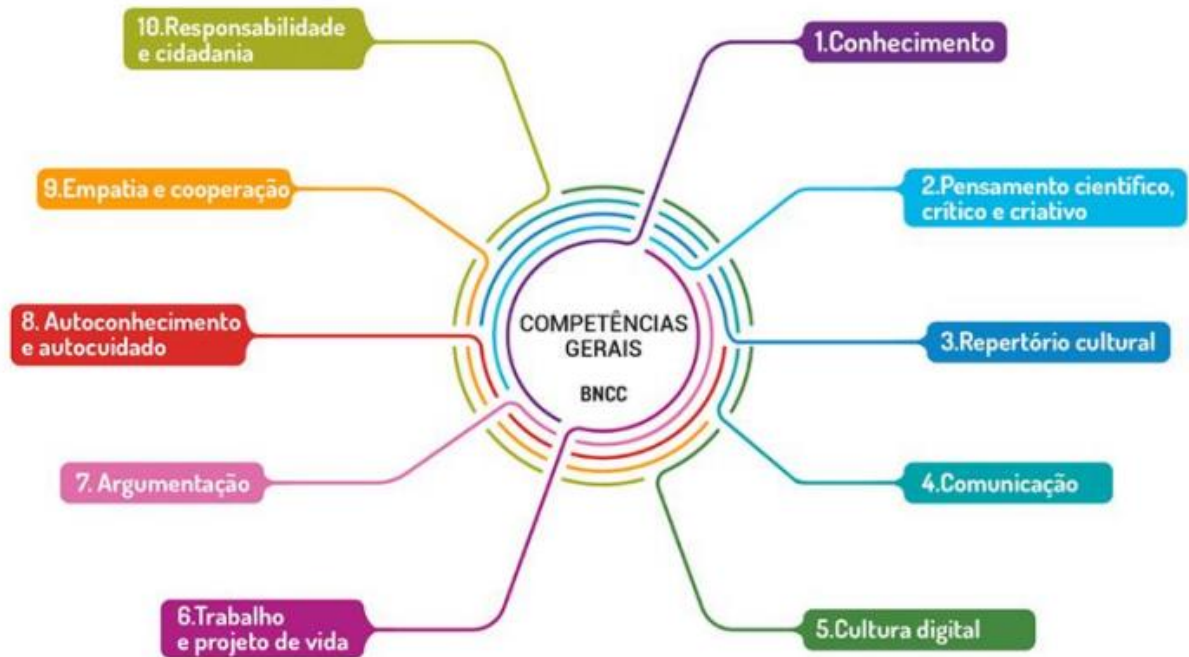 10.Responsabilidade
e cidadania
1.Conhecimento
9.Empatia e cooperação
2.Pensamento científico,
crítico e criativo
8. Autoconhecimento
e autocuidado
COMPETÊNCIAS
GERAIS
BNCC
3.Repertório cultural
7. Argumentação
4.Comunicação
6.Trabalho
e projeto de vida
5.Cultura digital